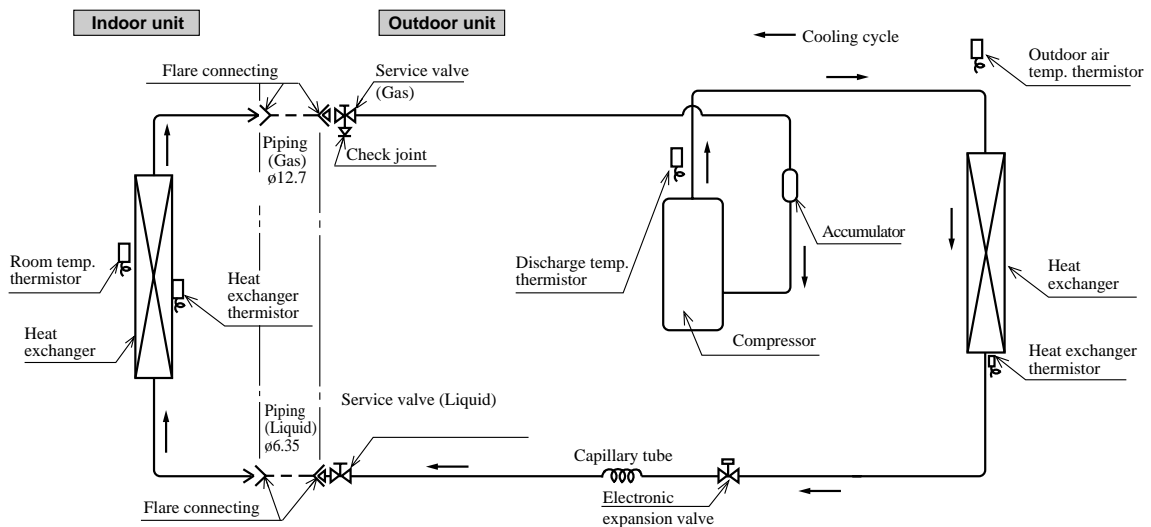 Indoor unit
Outdoor unit
Cooling cycle
Flare connecting
Service valve
(Gas)
Outdoor air
temp. thermistor
Piping
(Gas)
ø12.7
Check joint
Room temp.
thermistor
Heat
exchanger
thermistor
Heat
exchanger
Discharge temp.
thermistor
Accumulator
Compressor
Heat
exchanger
Heat exchanger
thermistor
Piping
(Liquid)
ø6.35
Service valve (Liquid)
Flare connecting
Capillary tube
Electronic
expansion valve